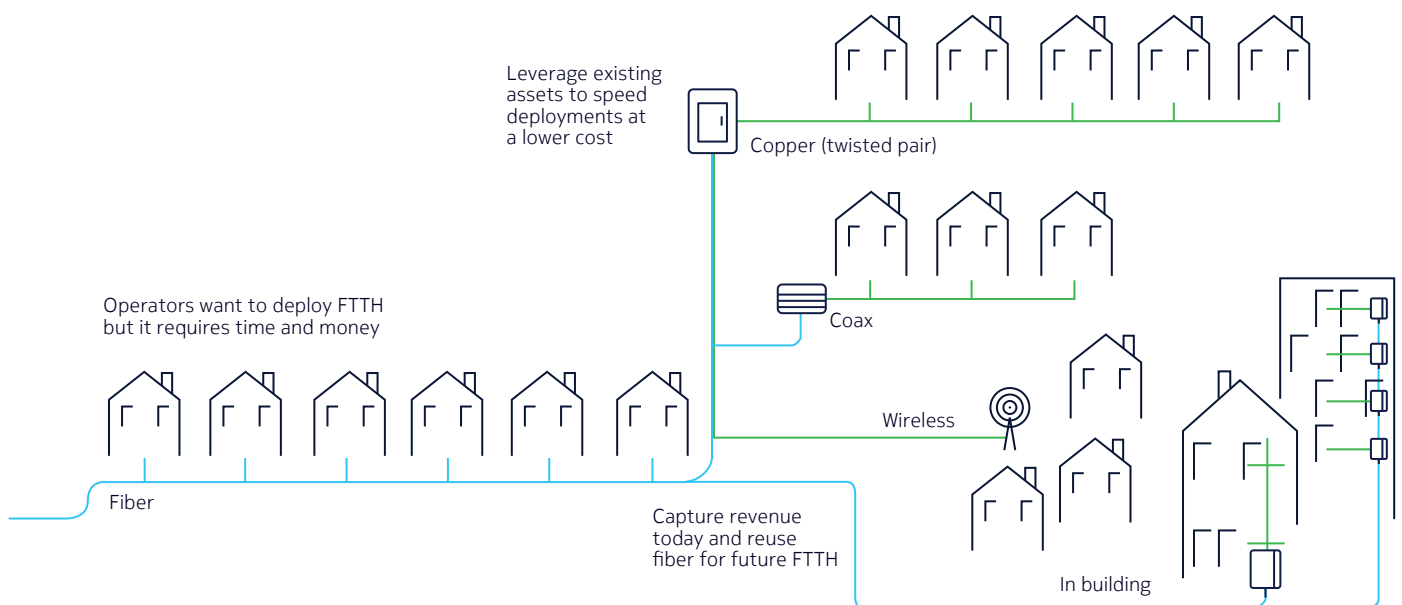 Leverage existing
assets to speed
deployments at
a lower cost
Copper (twisted pair)
Operators want to deploy FTTH
but it requires time and money
Coax
Wireless
Fiber
Capture revenue
today and reuse
fiber for future FTTH
In building